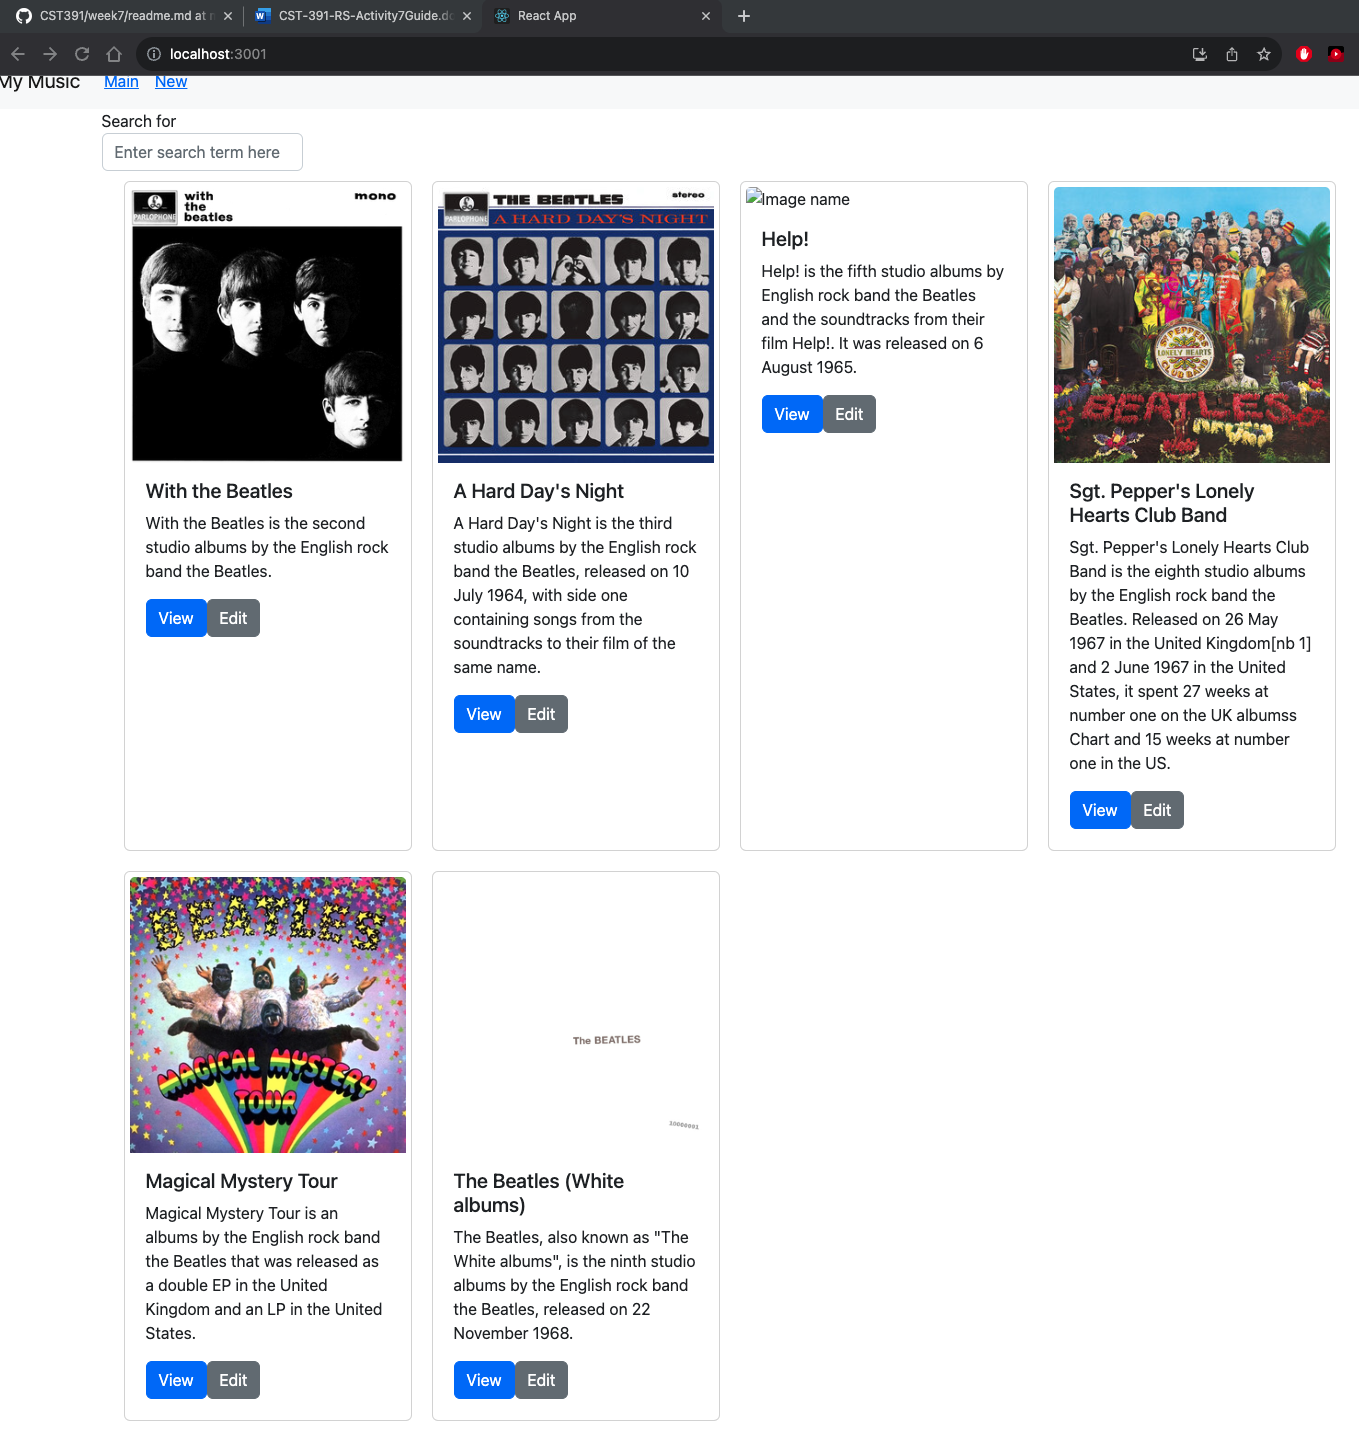 CST391/week7/readme.md at
CST-391-RS-Activity7Guide.do
React App
localhost:3001
My Music Main New
Search for
Enter search term here
PARLOPHONE
with
the
beatles
mono
With the Beatles
With the Beatles is the second
studio albums by the English rock
band the Beatles.
View Edit
PARLOPHONE
THE BEATLES
stereo
A HARD DAY'S NIGHT
A Hard Day's Night
A Hard Day's Night is the third
studio albums by the English rock
band the Beatles, released on 10
July 1964, with side one
containing songs from the
soundtracks to their film of the
same name.
View Edit
Image name
Help!
Help! is the fifth studio albums by
English rock band the Beatles
and the soundtracks from their
film Help!. It was released on 6
August 1965.
View Edit
SGT. PEPPERS
LONELY HEARTS
CLUB BAND
BEATLES
Sgt. Pepper's Lonely
Hearts Club Band
Sgt. Pepper's Lonely Hearts Club
Band is the eighth studio albums
by the English rock band the
Beatles. Released on 26 May
1967 in the United Kingdom[nb 1]
and 2 June 1967 in the United
States, it spent 27 weeks at
number one on the UK albumss
Chart and 15 weeks at number
one in the US.
View Edit
BEATLES
MAGICAL MYSTERY
TOUR
Magical Mystery Tour
Magical Mystery Tour is an
albums by the English rock band
the Beatles that was released as
a double EP in the United
Kingdom and an LP in the United
States.
View Edit
The BEATLES
The Beatles (White
albums)
The Beatles, also known as "The
White albums", is the ninth studio
albums by the English rock band
the Beatles, released on 22
November 1968.
View Edit